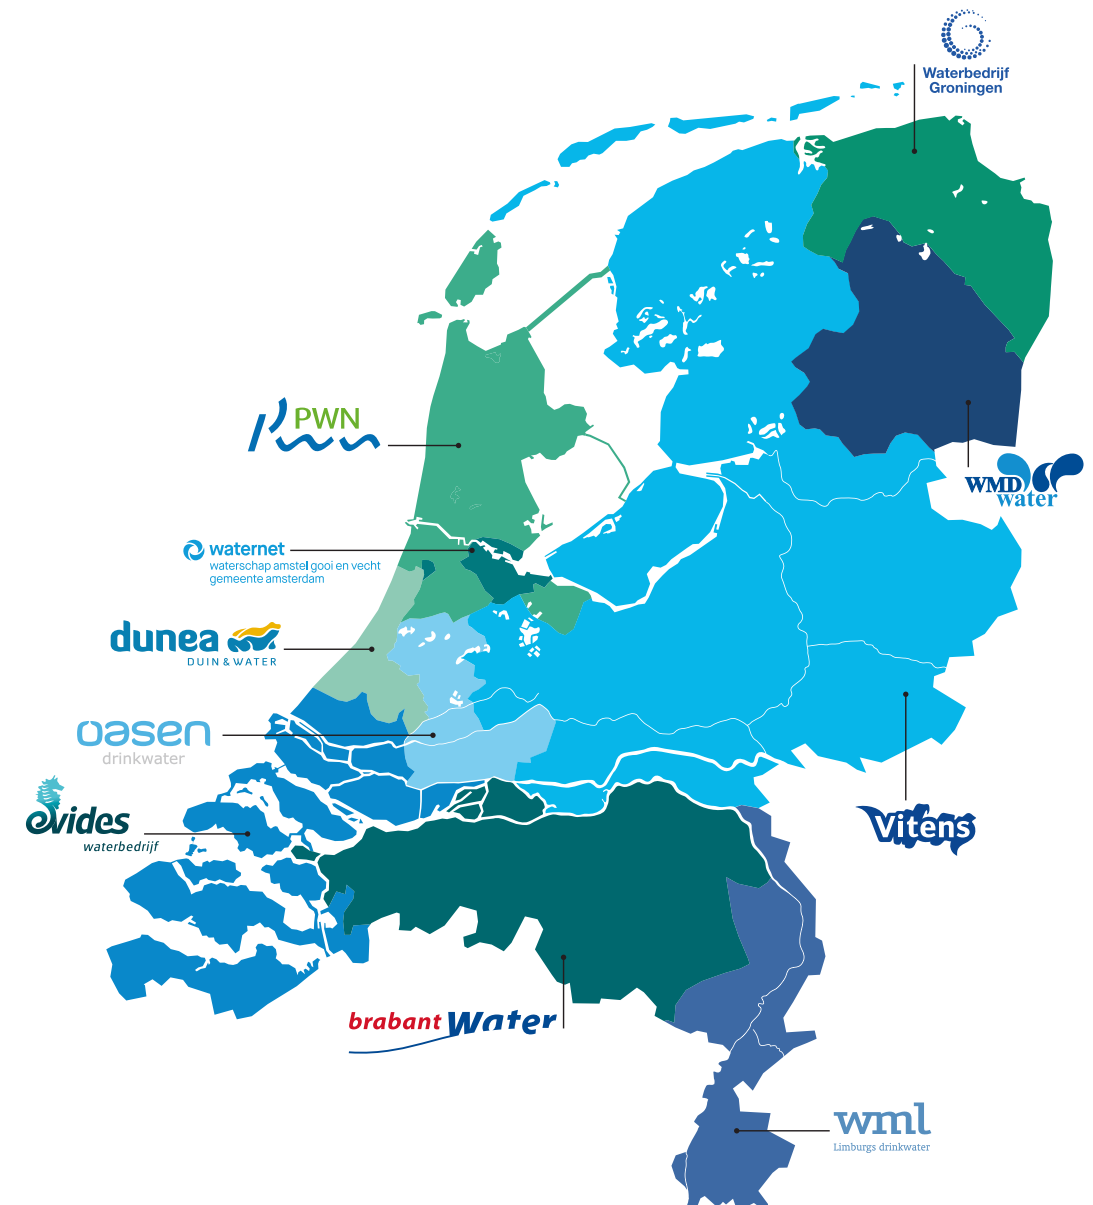 Waterbedrijf
Groningen
PWN
WMD
water
waternet
waterschap amstel gooi en vecht
gemeente amsterdam
dunea
DUIN & WATER
oasen
drinkwater
evides
waterbedrijf
Vitens
brabant Water
wml
Limburgs drinkwater